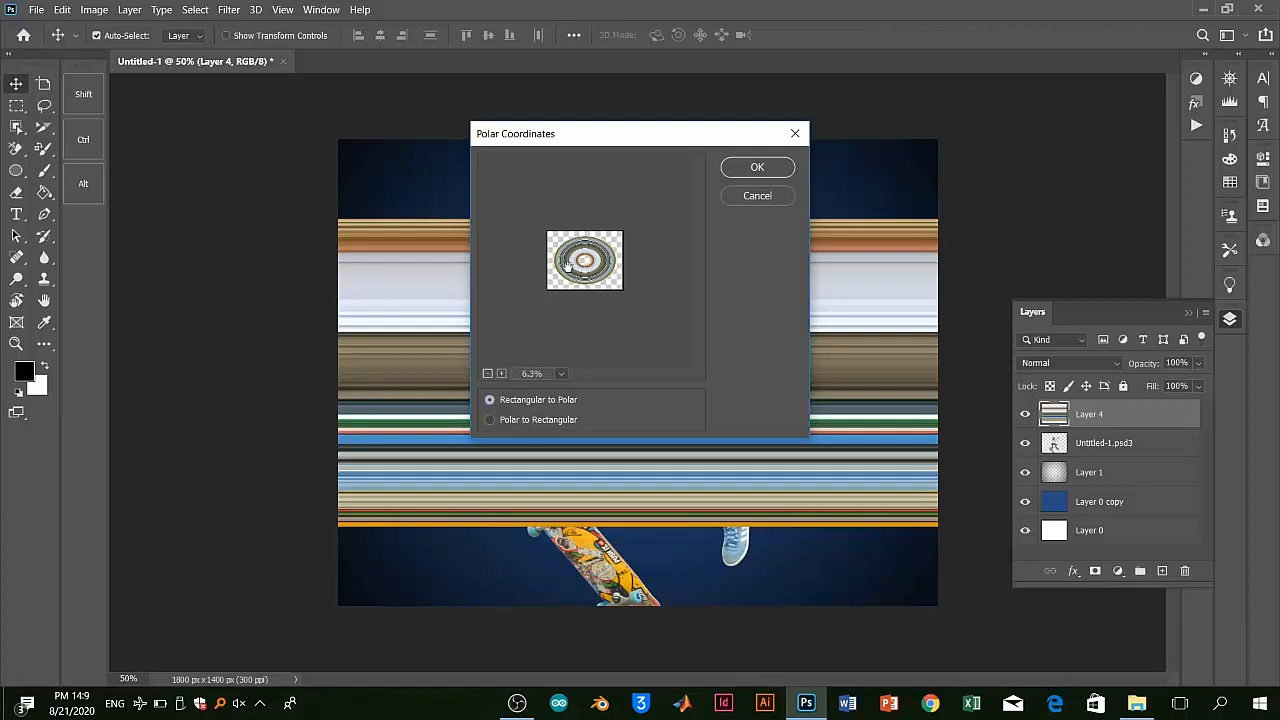 Ps File Edit Image Layer Type Select Filter 3D View Window Help
Auto-Select: Layer Show Transform Controls 3D Mode:
Untitled-1 @ 50% (Layer 4, RGB/8) *
Shift
Ctrl
Alt
Polar Coordinates
OK
Cancel
6.3%
Rectangular to Polar
Polar to Rectangular
Layers
Kind
Normal Opacity: 100%
Lock: Fill: 100%
Layer 4
Untitled-1.psd3
Layer 1
Layer 0 copy
Layer 0
50% 1800 px x 1400 px (300 ppi)
PM 14:9
8/21/2020
ENG